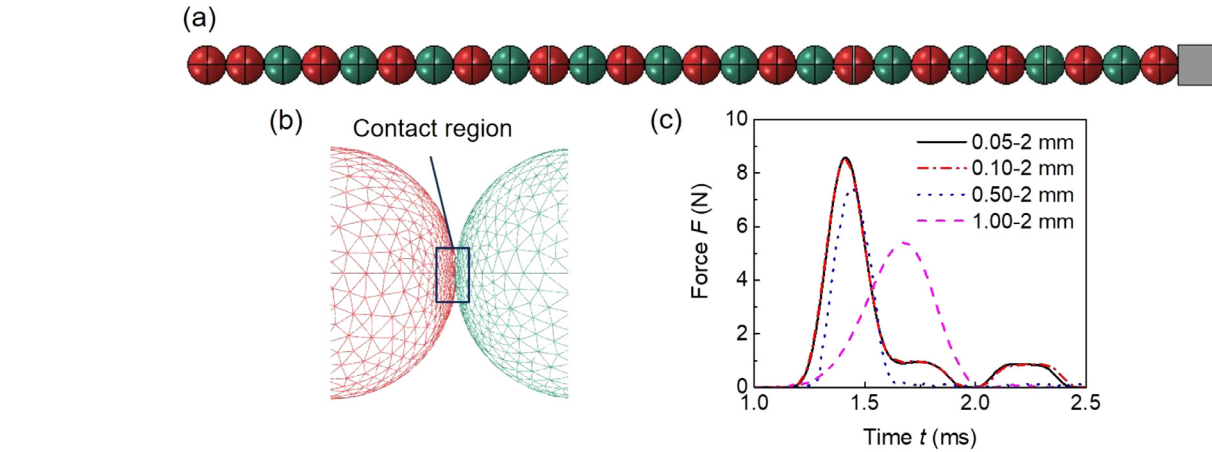 (a)
(b)
Contact region
(c)
10
8
6
4
2
0
Force F (N)
0.05-2 mm
0.10-2 mm
0.50-2 mm
1.00-2 mm
1.0
1.5
2.0
2.5
Time t (ms)